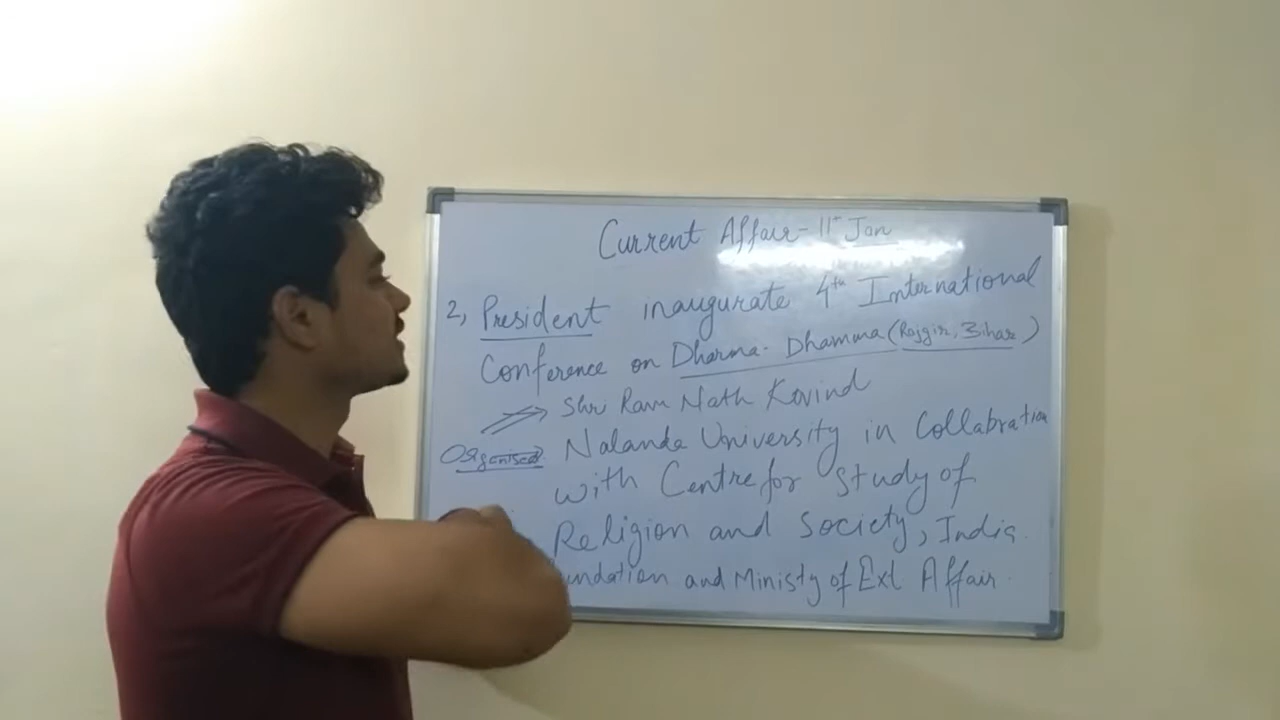 Current Affair - 11th Jan
2, President inaugurate 4th International
Conference on Dharma - Dhamma (Rajgir, Bihar)
Shri Ram Nath Kovind
Organised Nalanda University in Collabration
with Centre for Study of
Religion and Society, India
undation and Ministy of Ext Affair.